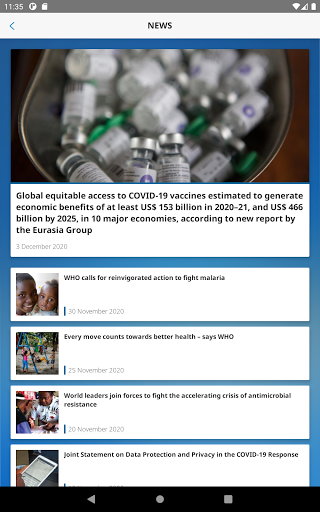 11:35
NEWS
Global equitable access to COVID-19 vaccines estimated to generate
economic benefits of at least US$ 153 billion in 2020–21, and US$ 466
billion by 2025, in 10 major economies, according to new report by
the Eurasia Group
3 December 2020
WHO calls for reinvigorated action to fight malaria
30 November 2020
Every move counts towards better health – says WHO
25 November 2020
World leaders join forces to fight the accelerating crisis of antimicrobial
resistance
20 November 2020
Joint Statement on Data Protection and Privacy in the COVID-19 Response